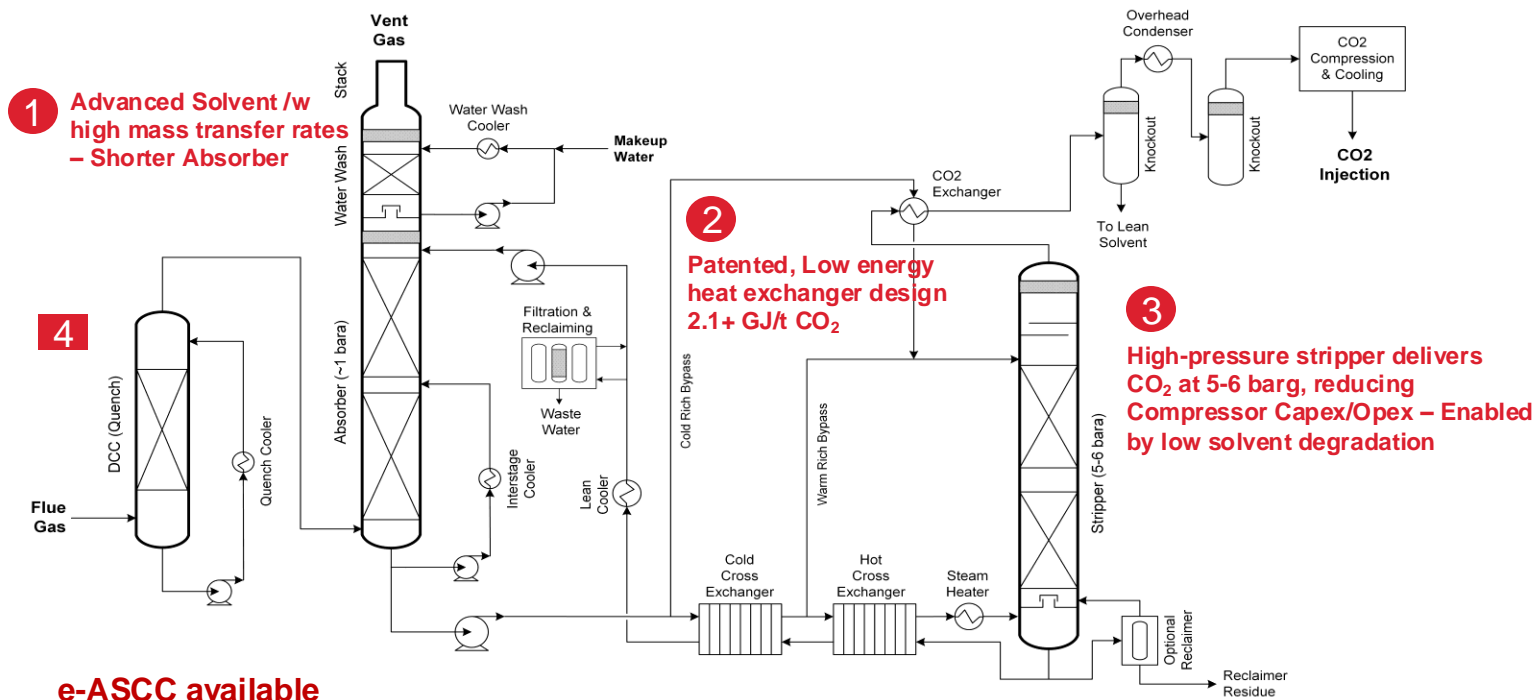 Vent
Gas
Stack
1
Advanced Solvent /w
high mass transfer rates
– Shorter Absorber
Water Wash
Cooler
Makeup
Water
Water Wash
Overhead
Condenser
CO2
Compression
& Cooling
Knockout
Knockout
CO2
Injection
To Lean
Solvent
CO2
Exchanger
2
Patented, Low energy
heat exchanger design
2.1+ GJ/t CO₂
3
High-pressure stripper delivers
CO₂ at 5-6 barg, reducing
Compressor Capex/Opex – Enabled
by low solvent degradation
4
DCC (Quench)
Quench Cooler
Flue
Gas
Absorber (~1 bara)
Interstage
Cooler
Filtration &
Reclaiming
Waste
Water
Lean
Cooler
Cold Rich Bypass
Warm Rich Bypass
Stripper (5-6 bara)
Cold
Cross
Exchanger
Hot
Cross
Exchanger
Steam
Heater
Optional
Reclaimer
Reclaimer
Residue
e-ASCC available